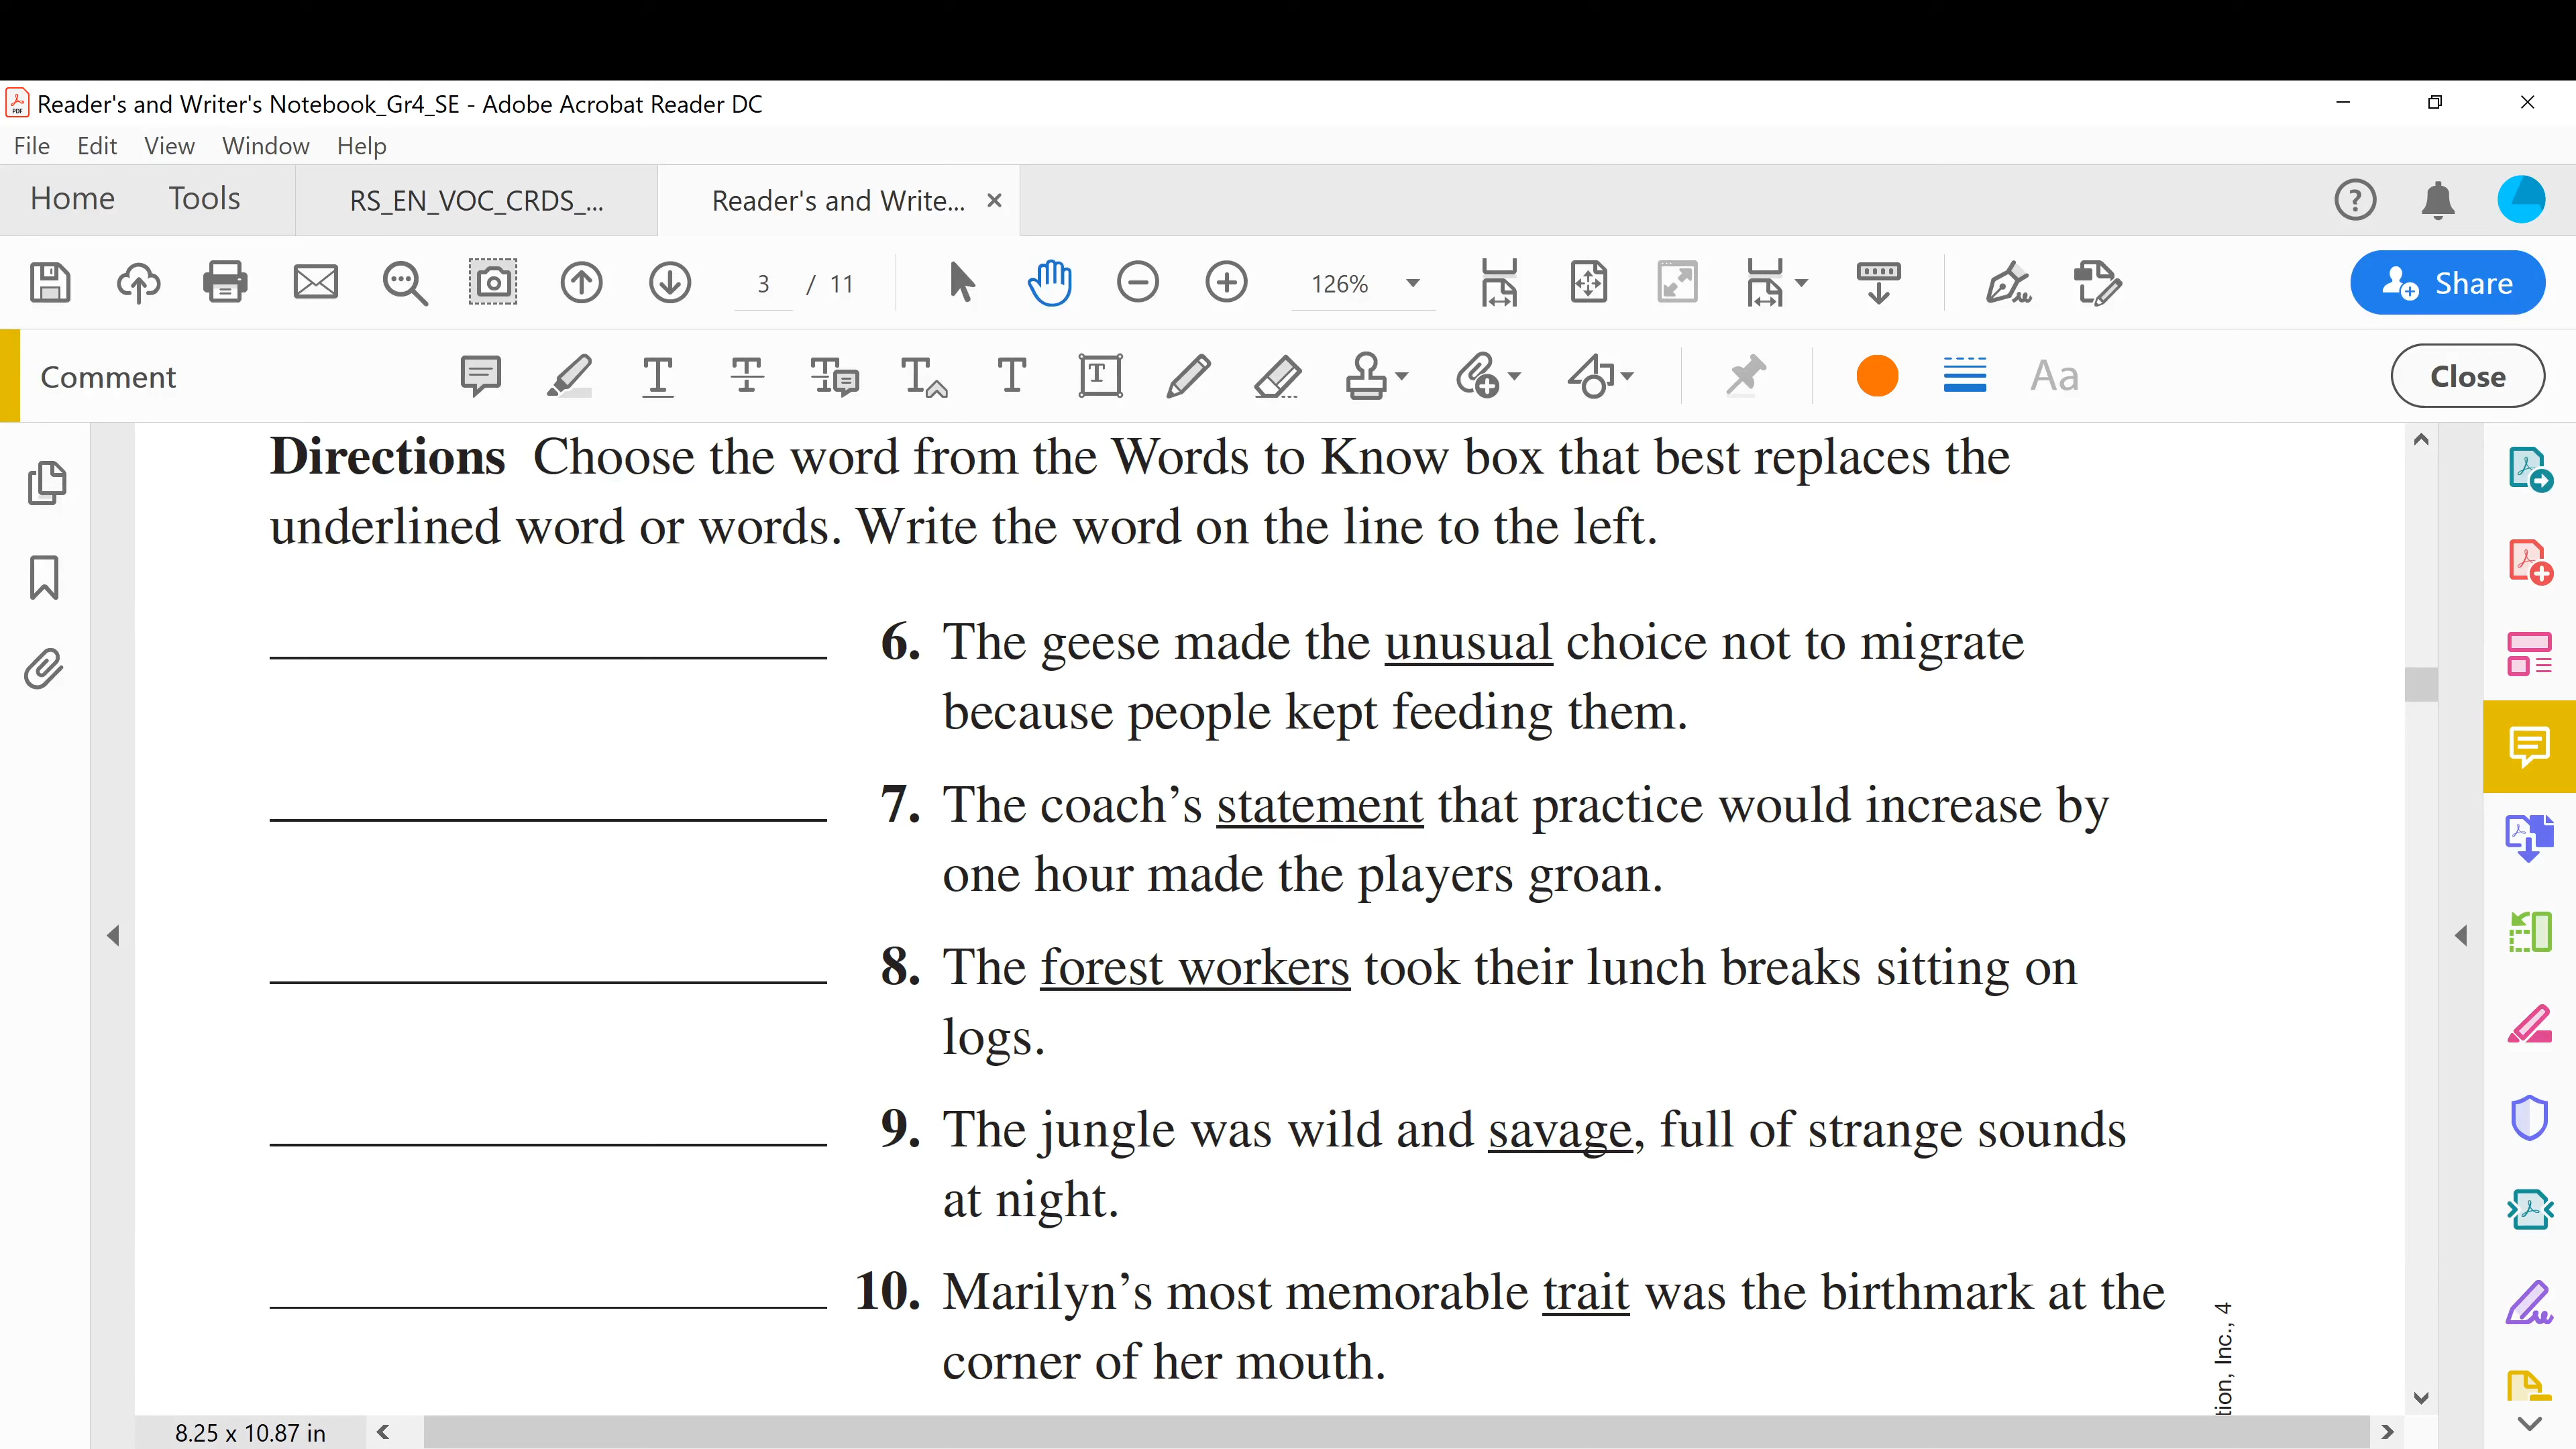 Reader's and Writer's Notebook_Gr4_SE - Adobe Acrobat Reader DC
File Edit View Window Help
Home Tools RS_EN_VOC_CRDS_... Reader's and Write...
3 / 11 126% Share
Comment Aa Close
Directions Choose the word from the Words to Know box that best replaces the
underlined word or words. Write the word on the line to the left.
6. The geese made the unusual choice not to migrate
because people kept feeding them.
7. The coach’s statement that practice would increase by
one hour made the players groan.
8. The forest workers took their lunch breaks sitting on
logs.
9. The jungle was wild and savage, full of strange sounds
at night.
10. Marilyn’s most memorable trait was the birthmark at the
corner of her mouth.
tion, Inc., 4
8.25 x 10.87 in